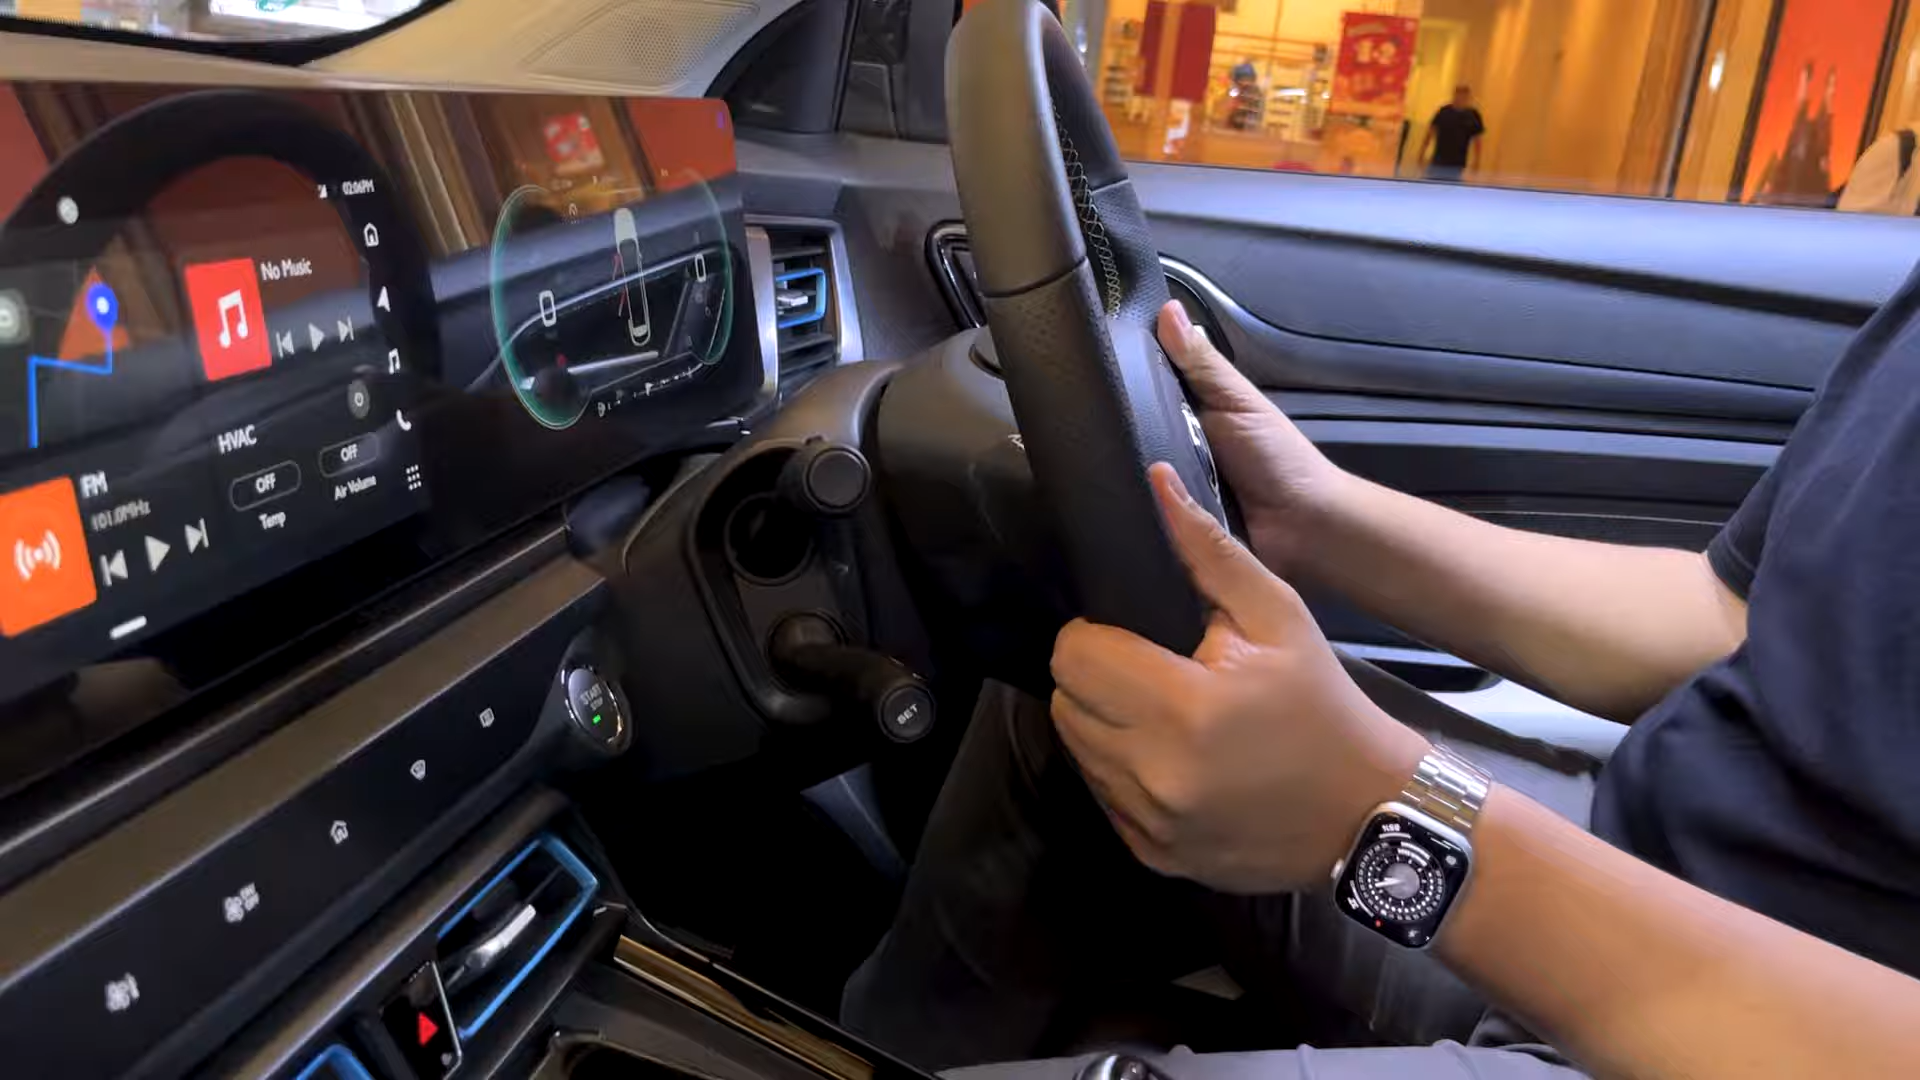 02:06PM
No Music
HVAC
OFF
Temp
OFF
Air Volume
FM
101.0MHz
START
STOP
SET